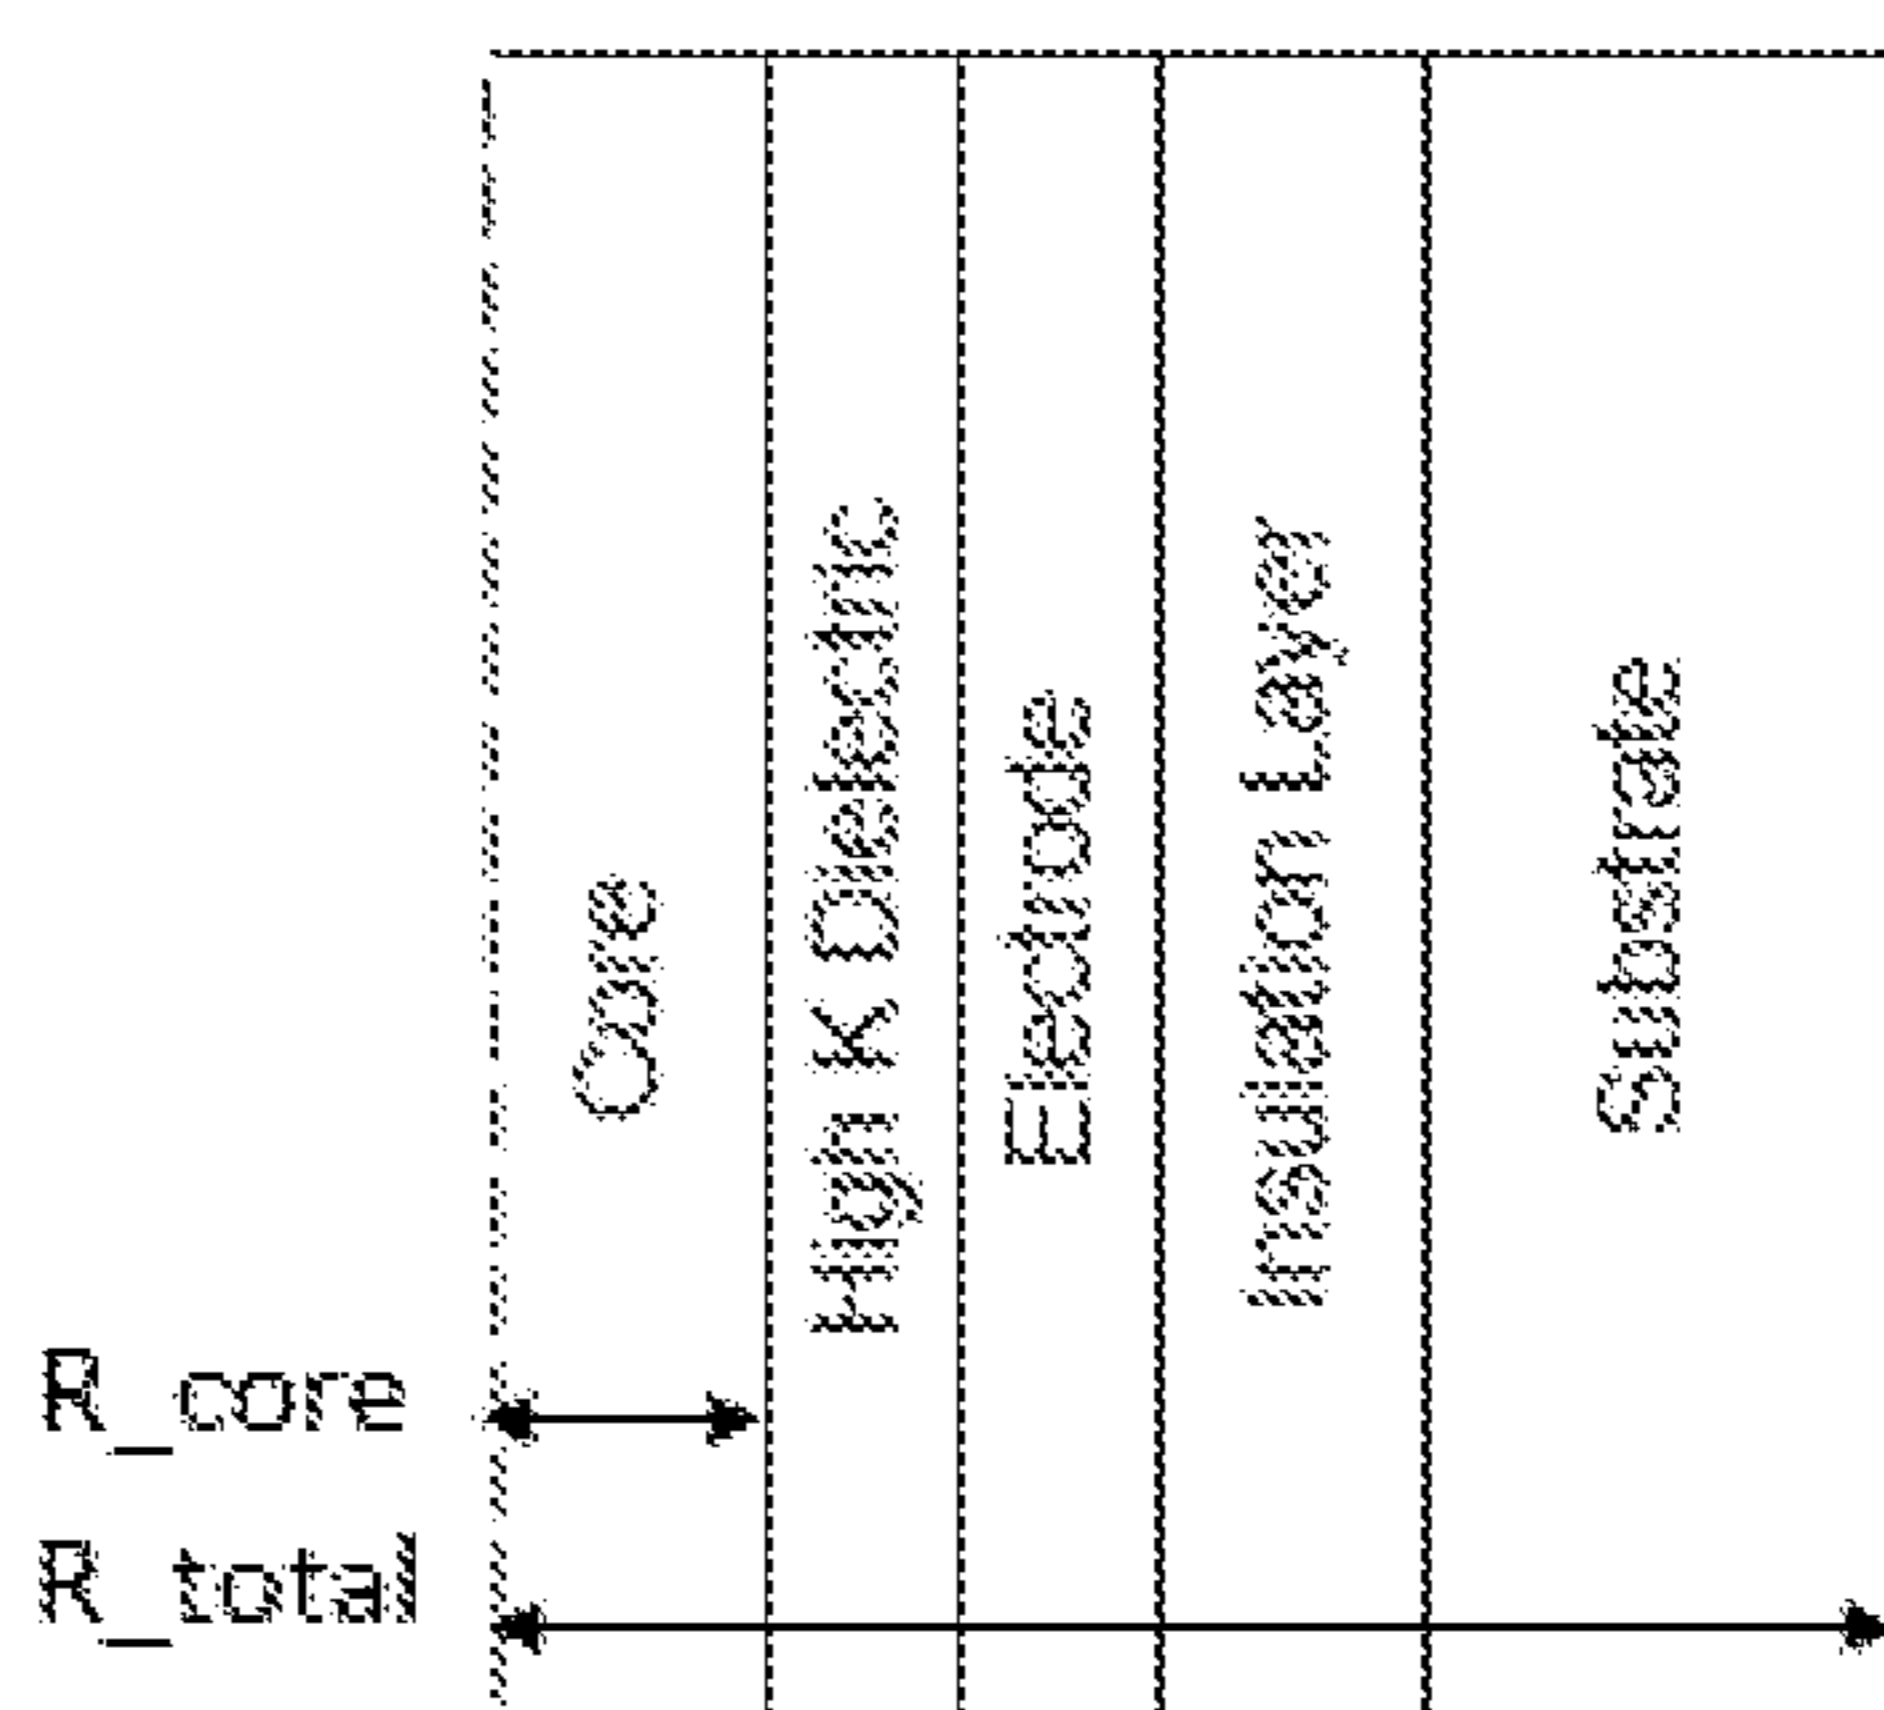 Core
High K Dielectric
Electrode
Insulation Layer
Substrate
R_core
R_total